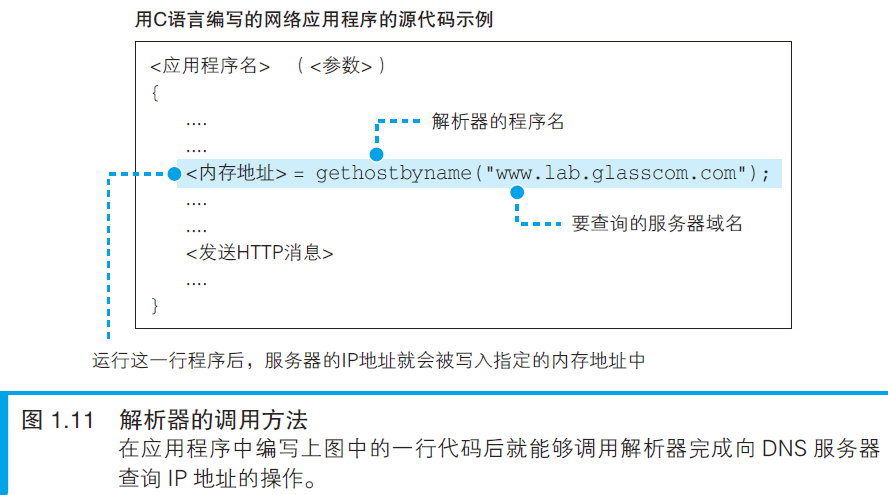 用C语言编写的网络应用程序的源代码示例
<应用程序名> （<参数>）
{
....
解析器的程序名
....
<内存地址> = gethostbyname("www.lab.glasscom.com");
....
要查询的服务器域名
....
<发送HTTP消息>
....
}
运行这一行程序后，服务器的IP地址就会被写入指定的内存地址中
图 1.11 解析器的调用方法
在应用程序中编写上图中的一行代码后就能够调用解析器完成向 DNS 服务器
查询 IP 地址的操作。